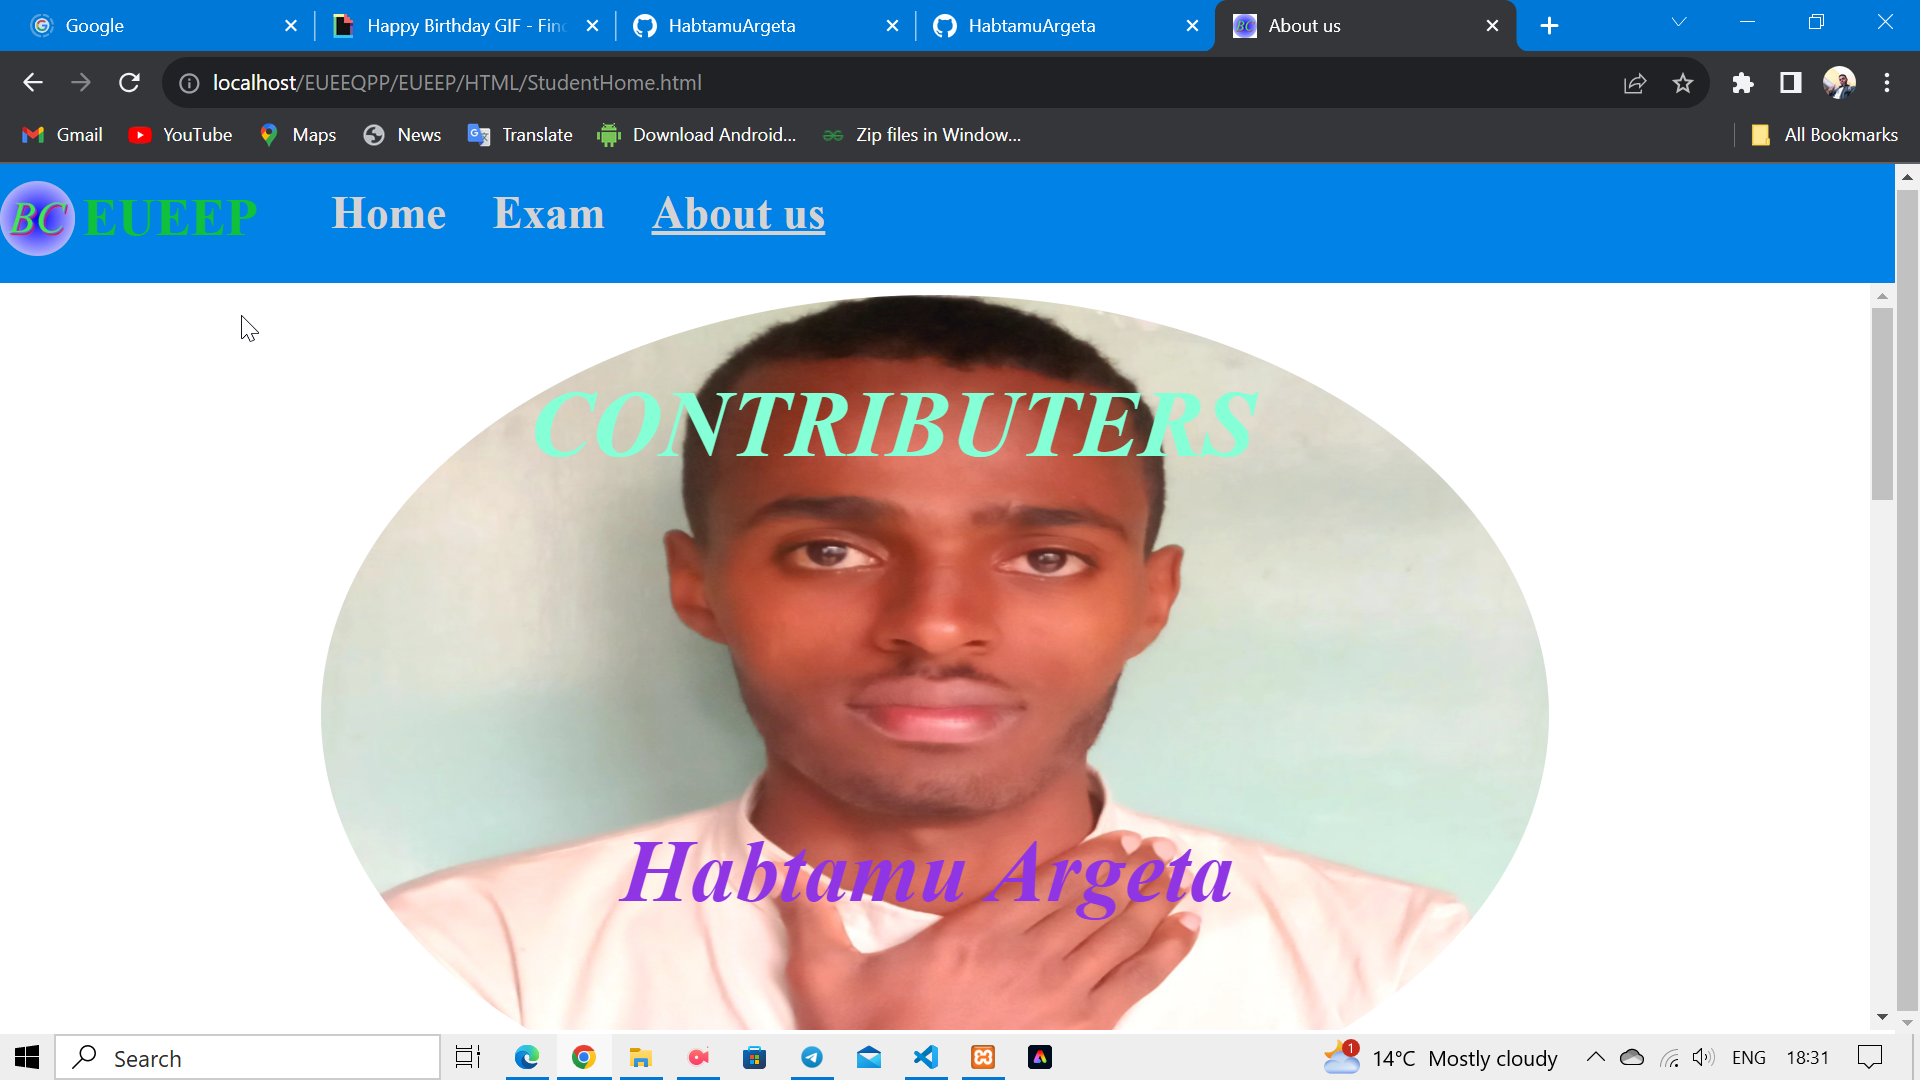 Google
Happy Birthday GIF - Fin
HabtamuArgeta
HabtamuArgeta
About us
localhost/EUEEQPP/EUEEP/HTML/StudentHome.html
Gmail
YouTube
Maps
News
Translate
Download Android...
Zip files in Window...
All Bookmarks
BC EUEEP
Home
Exam
About us
CONTRIBUTERS
Habtamu Argeta
Search
1
14°C Mostly cloudy
ENG
18:31